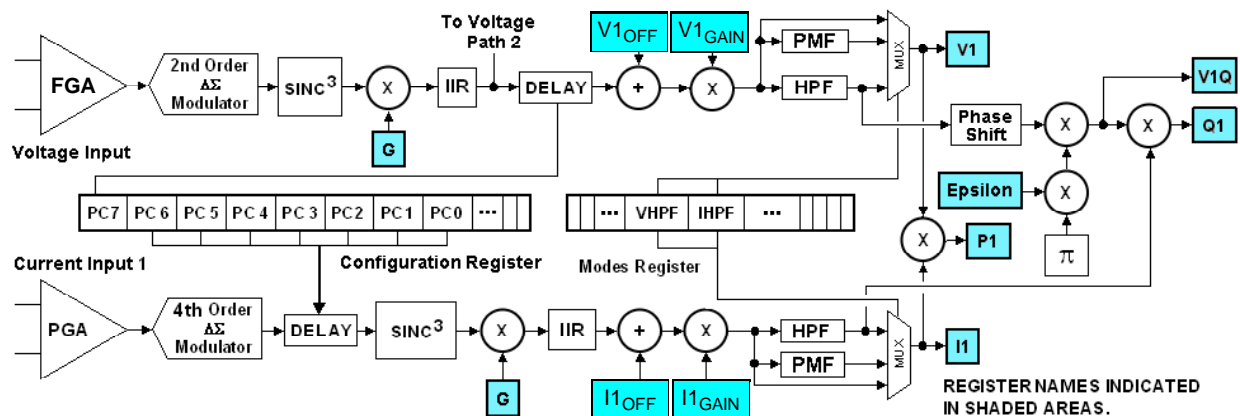 To Voltage
Path 2
V1OFF
V1GAIN
FGA
2nd Order
ΔΣ
Modulator
SINC3
X
IIR
DELAY
+
X
PMF
HPF
MUX
V1
V1Q
Phase
Shift
X
X
Q1
G
Voltage Input
Epsilon
X
PC7
PC 6
PC 5
PC 4
PC 3
PC2
PC1
PC0
...
...
VHPF
IHPF
...
X
P1
π
Current Input 1
Configuration Register
Modes Register
PGA
4th Order
ΔΣ
Modulator
DELAY
SINC3
X
IIR
+
X
HPF
PMF
MUX
I1
G
I1OFF
I1GAIN
REGISTER NAMES INDICATED
IN SHADED AREAS.